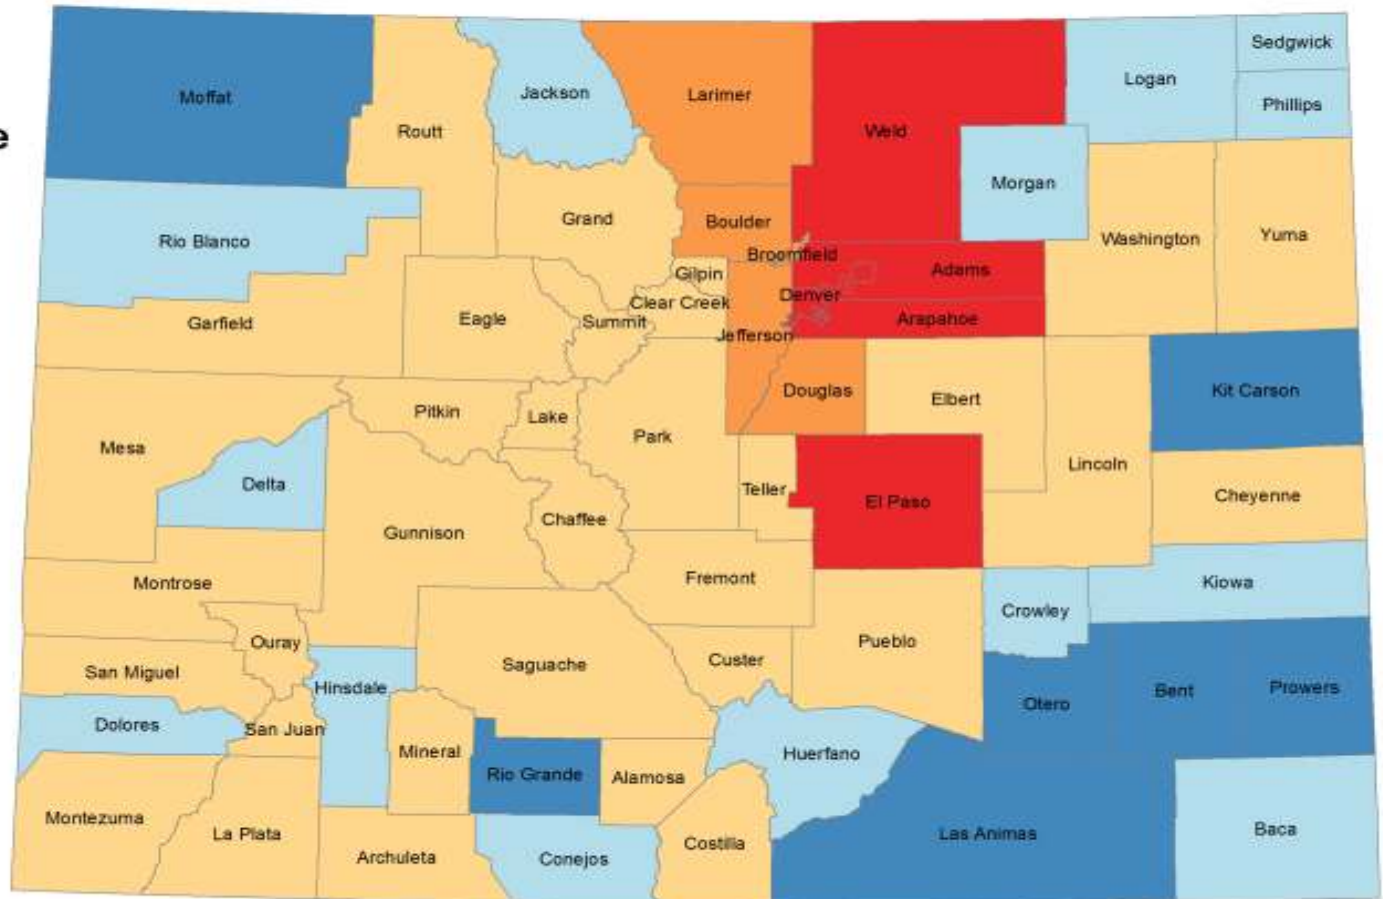 Sedgwick
Logan
Moffat
Jackson
Larimer
Phillips
e
Routt
Weld
Morgan
Grand
Boulder
Rio Blanco
Washington
Yuma
Broomfield
Gilpin
Adams
Clear Creek
Denver
Garfield
Eagle
Summit
Arapahoe
Jefferson
Douglas
Kit Carson
Elbert
Pitkin
Lake
Park
Mesa
Lincoln
Delta
Teller
El Paso
Cheyenne
Chaffee
Gunnison
Fremont
Montrose
Kiowa
Crowley
Ouray
Pueblo
Custer
Saguache
San Miguel
Hinsdale
Bent
Prowers
Otero
Dolores
San Juan
Mineral
Huerfano
Rio Grande
Alamosa
Montezuma
La Plata
Las Animas
Baca
Costilla
Archuleta
Conejos